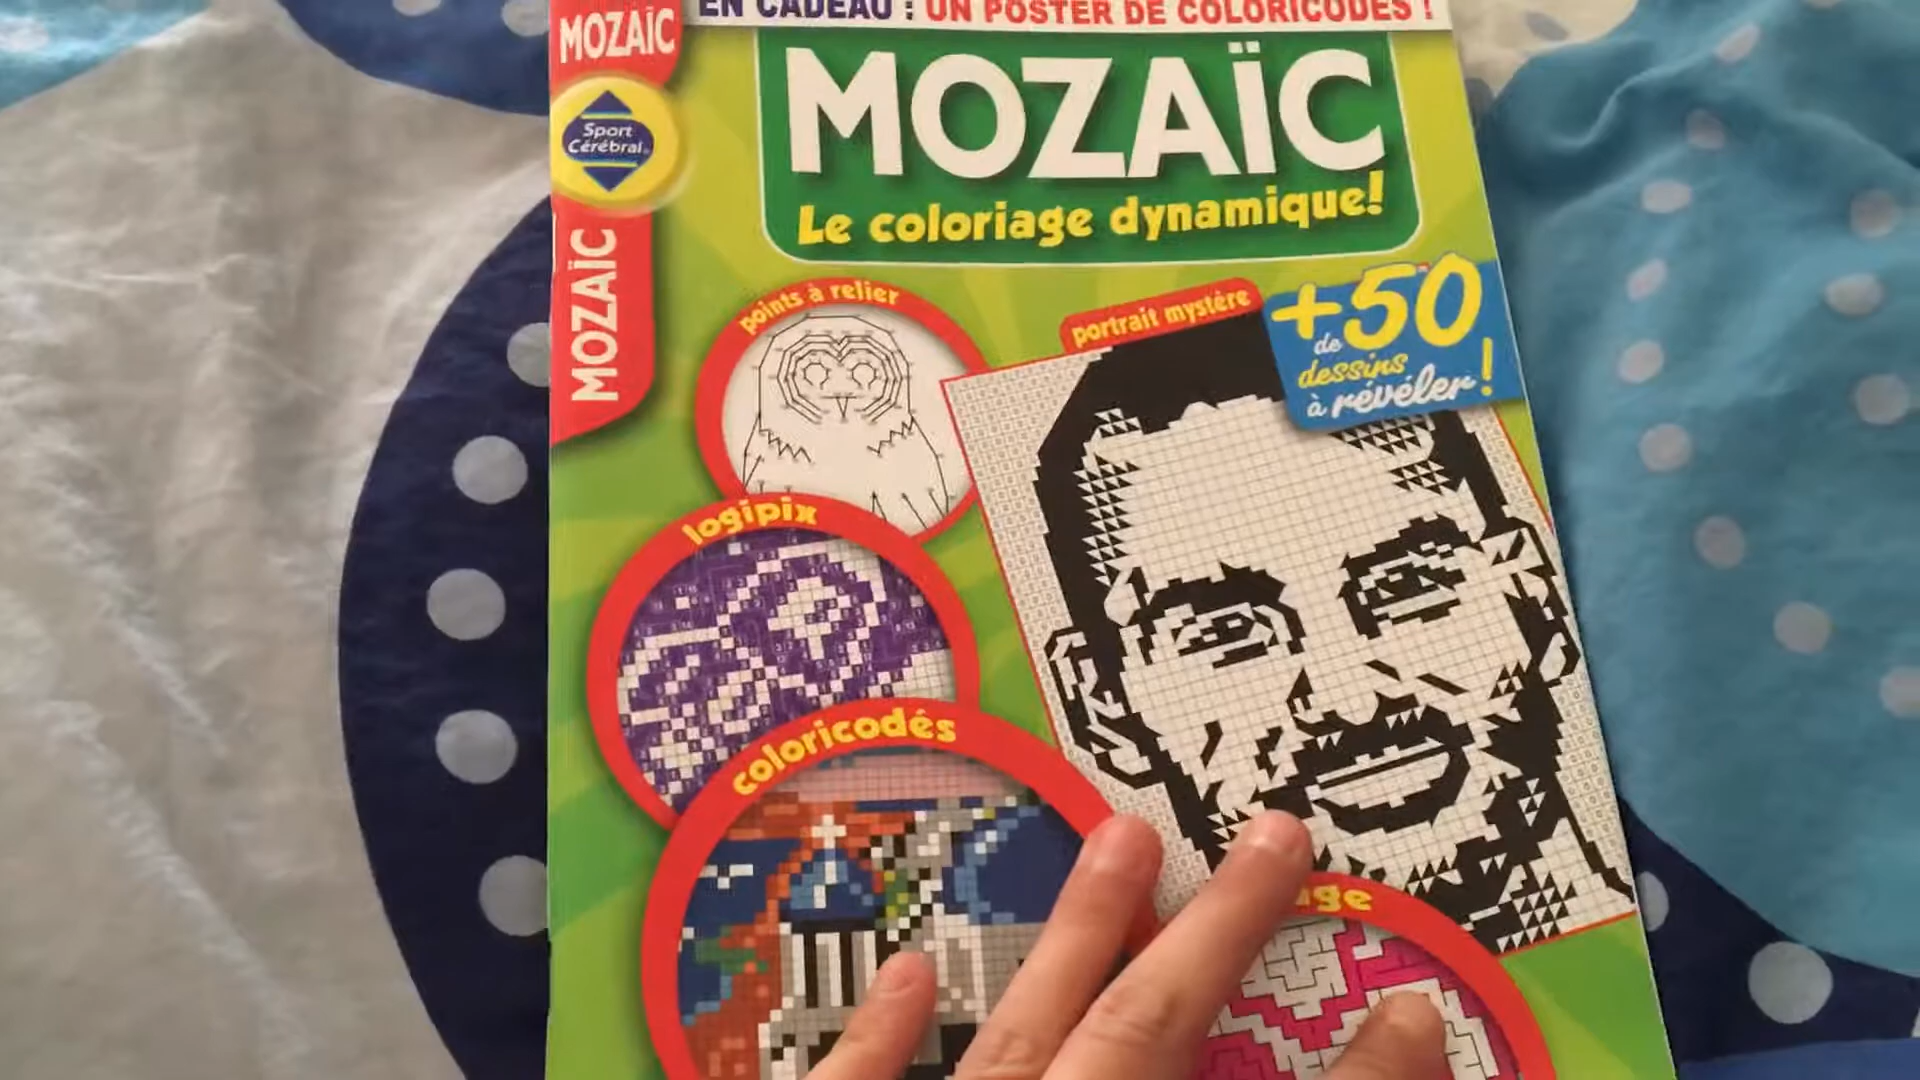 EN CADEAU : UN POSTER DE COLORICODÉS !
MOZAÏC
Sport
Cérébral
MOZAÏC
MOZAÏC
Le coloriage dynamique!
points à relier
portrait mystère
+50
de
dessins
à révéler!
logipix
coloricodés